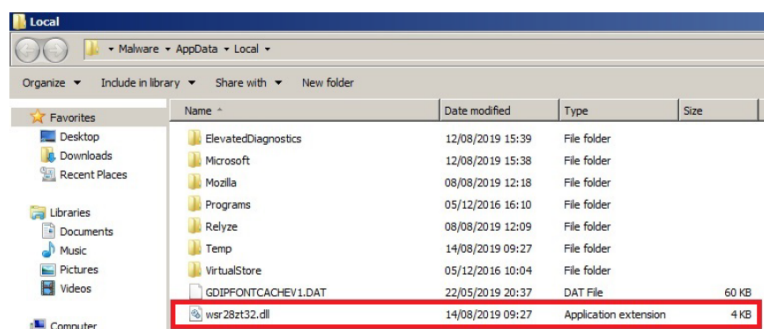 Local
Malware AppData Local
Organize Include in library Share with New folder
Favorites
Desktop
Downloads
Recent Places
Libraries
Documents
Music
Pictures
Videos
Computer
Name Date modified Type Size
ElevatedDiagnostics 12/08/2019 15:39 File folder
Microsoft 12/08/2019 15:38 File folder
Mozilla 08/08/2019 12:18 File folder
Programs 05/12/2016 16:10 File folder
Relyze 08/08/2019 12:09 File folder
Temp 14/08/2019 09:27 File folder
VirtualStore 05/12/2016 10:04 File folder
GDIPFONTCACHEV1.DAT 22/05/2019 20:37 DAT File 60 KB
wsr28zt32.dll 14/08/2019 09:27 Application extension 4 KB